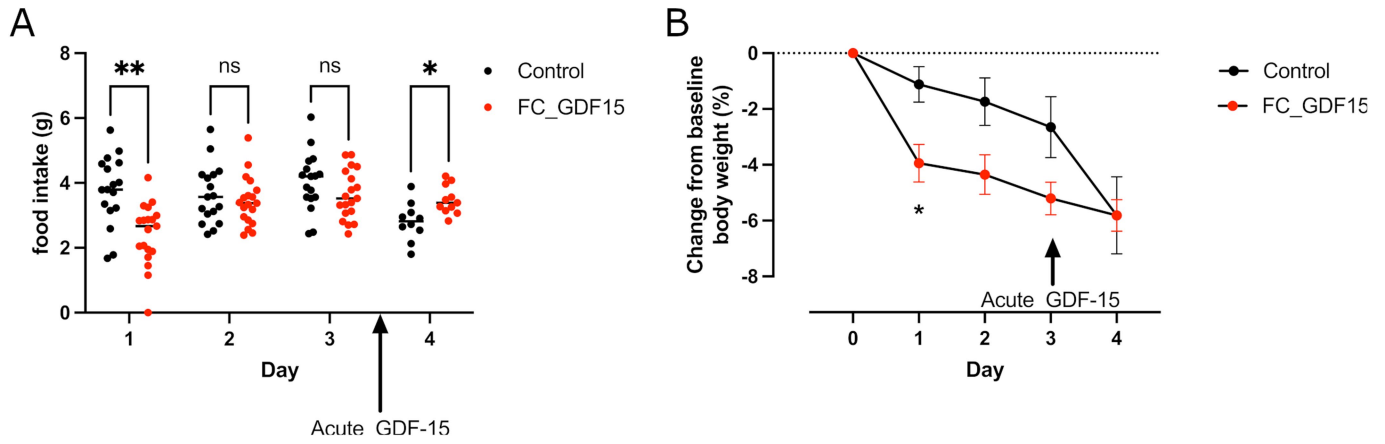 A
B
8
6
4
2
0
food intake (g)
**
ns
ns
*
Control
FC_GDF15
1
2
3
4
Day
Acute GDF-15
0
-2
-4
-6
-8
Change from baseline
body weight (%)
*
Control
FC_GDF15
Acute GDF-15
0
1
2
3
4
Day